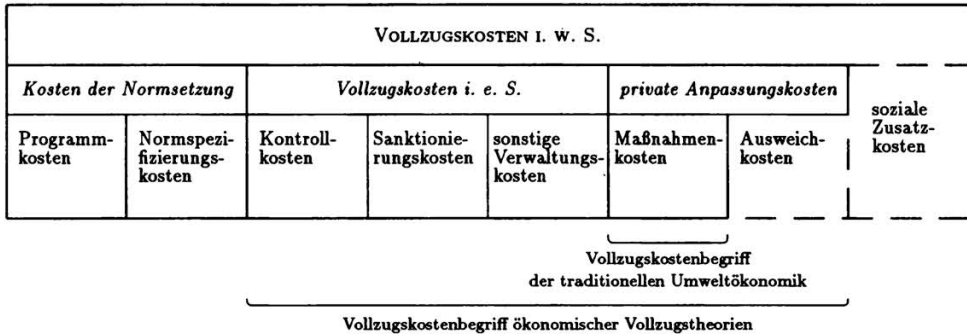 VOLLZUGSKOSTEN I. W. S.
Kosten der Normsetzung
Vollzugskosten i. e. S.
private Anpassungskosten
soziale
Zusatz-
kosten
Programm-
kosten
Normspezi-
fizierungs-
kosten
Kontroll-
kosten
Sanktionie-
rungskosten
sonstige
Verwaltungs-
kosten
Maßnahmen-
kosten
Ausweich-
kosten
Vollzugskostenbegriff
der traditionellen Umweltökonomik
Vollzugskostenbegriff ökonomischer Vollzugstheorien